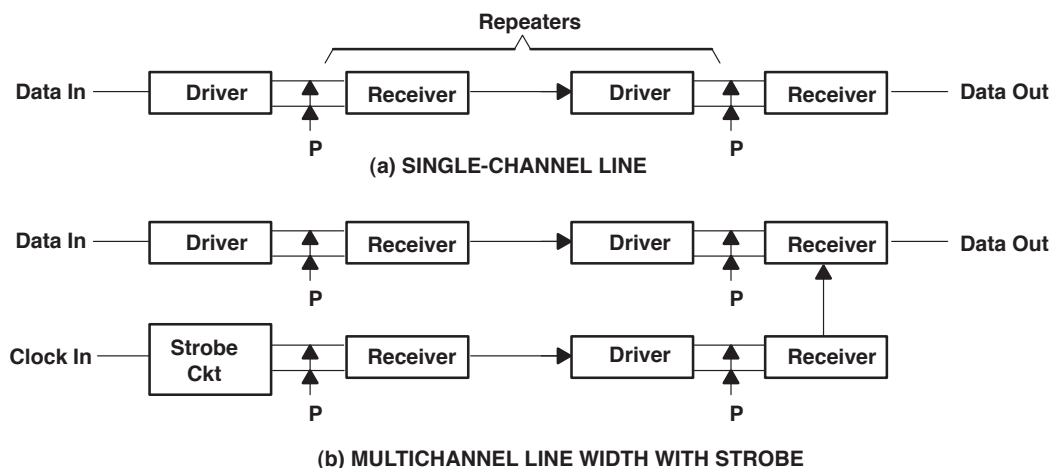 Repeaters
Data In Driver Receiver Driver Receiver Data Out
P P
(a) SINGLE-CHANNEL LINE
Data In Driver Receiver Driver Receiver Data Out
P P
Clock In Strobe Ckt Receiver Driver Receiver
P P
(b) MULTICHANNEL LINE WIDTH WITH STROBE